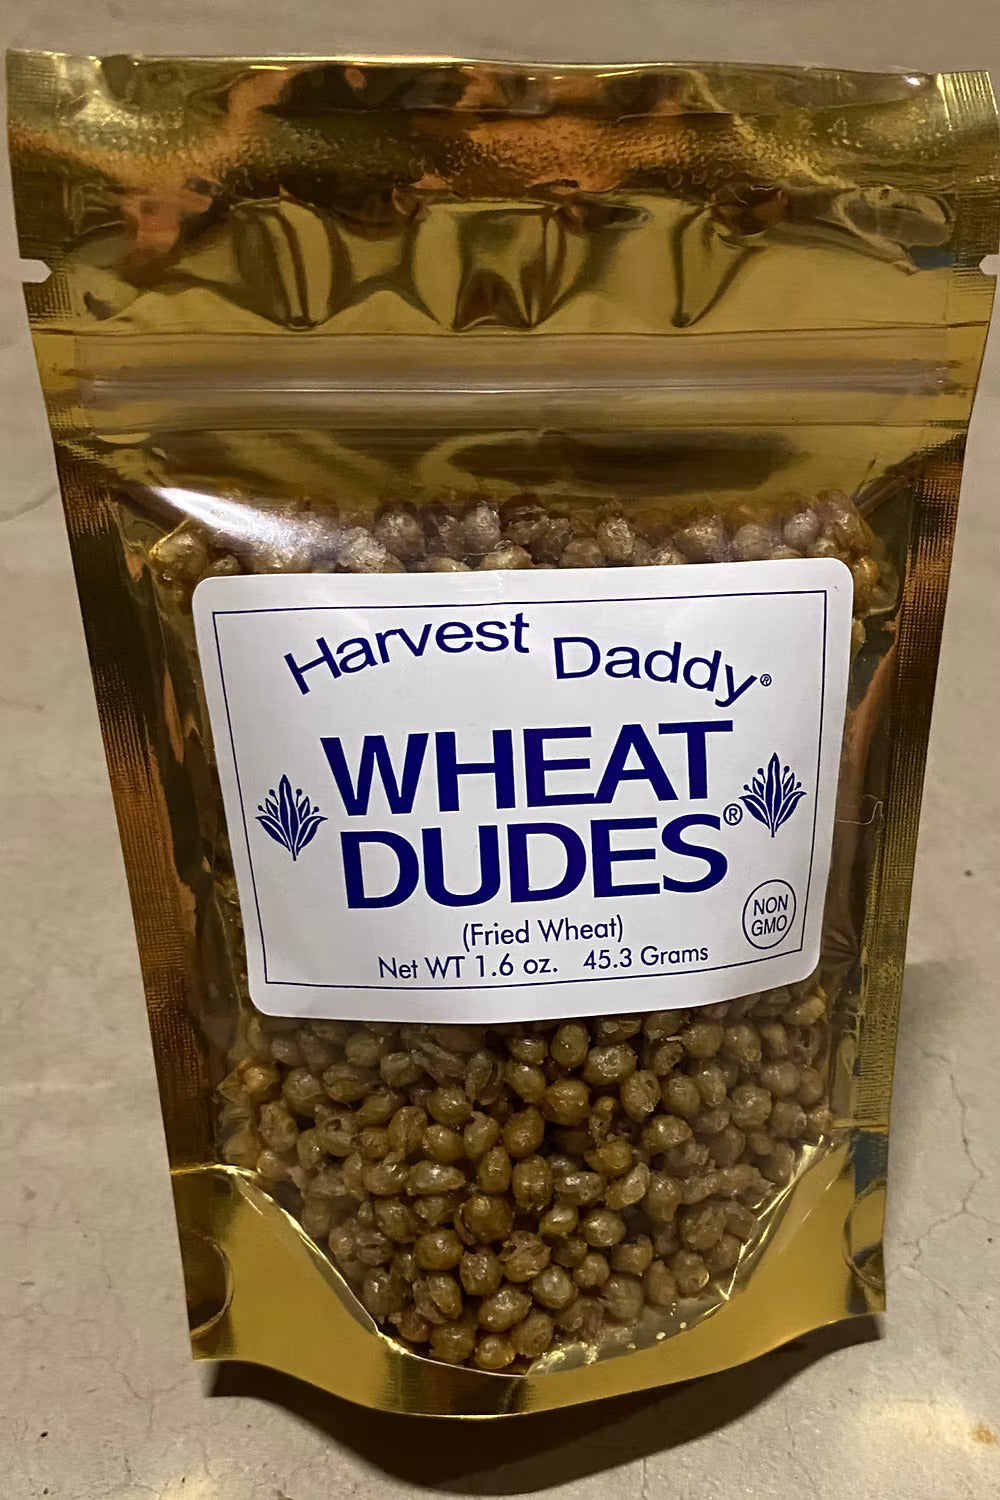 Harvest Daddy®
WHEAT
DUDES®
(Fried Wheat)
Net WT 1.6 oz. 45.3 Grams
NON
GMO